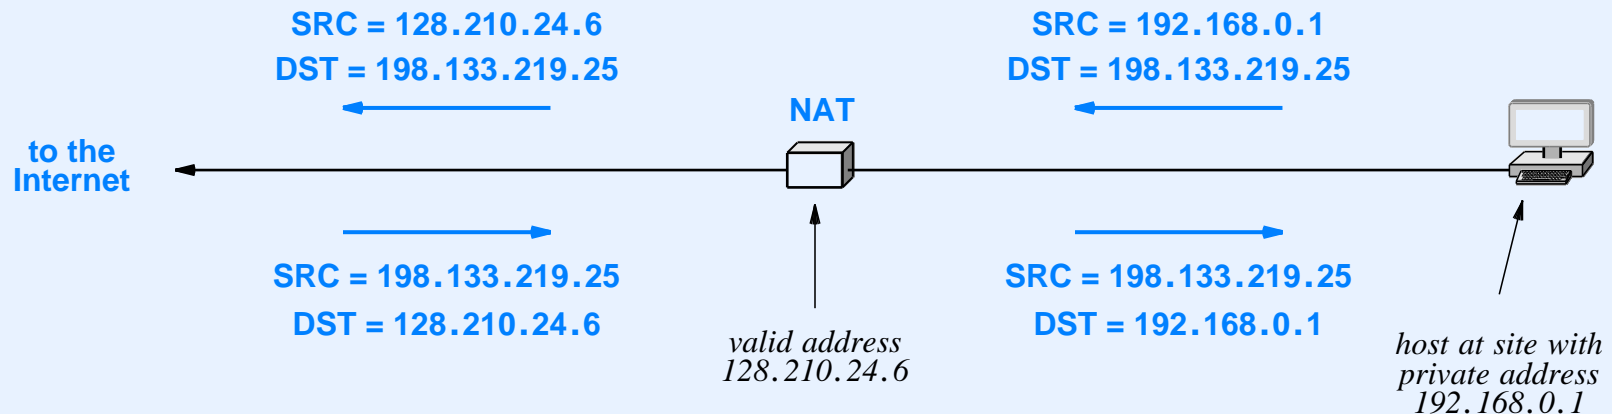 SRC = 128.210.24.6
DST = 198.133.219.25
SRC = 192.168.0.1
DST = 198.133.219.25
NAT
to the
Internet
SRC = 198.133.219.25
DST = 128.210.24.6
SRC = 198.133.219.25
DST = 192.168.0.1
valid address
128.210.24.6
host at site with
private address
192.168.0.1